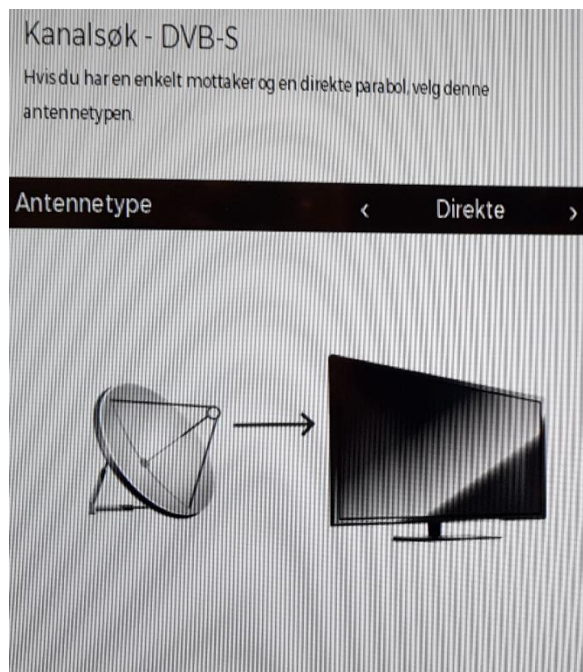 Kanalsøk - DVB-S
Hvis du har en enkelt mottaker og en direkte parabol, velg denne
antennetypen.
Antennetype < Direkte >